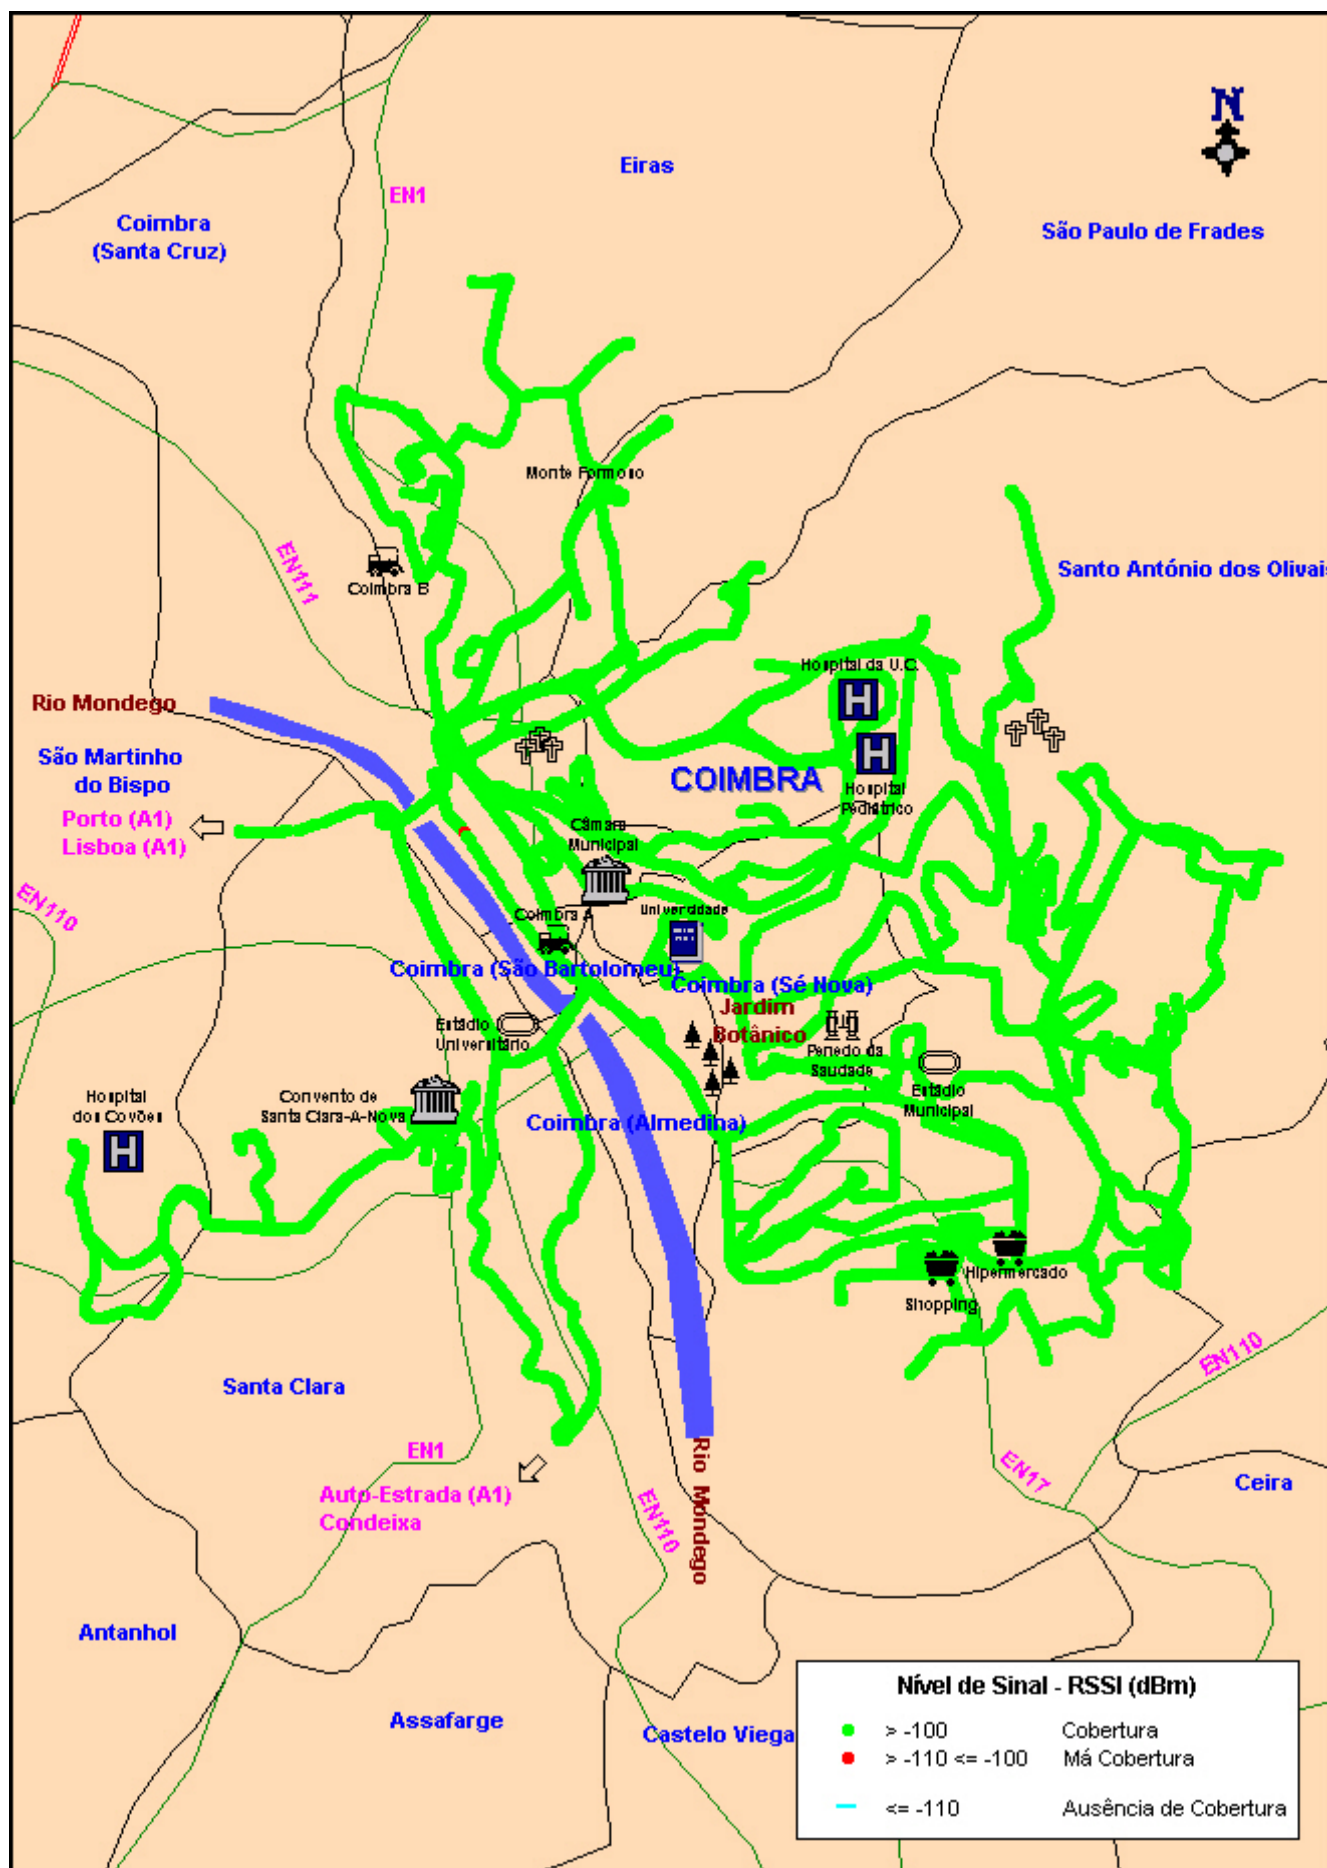 N
Eiras
EN1
Coimbra
(Santa Cruz)
São Paulo de Frades
Monte Formoso
EN111
Coimbra B
Santo António dos Olivais
Hospital da U.C.
Rio Mondego
H
São Martinho
do Bispo
H
COIMBRA
Hospital
Pediátrico
Porto (A1)
Lisboa (A1)
Câmara
Municipal
EN110
Coimbra A
Universidade
Coimbra (São Bartolomeu)
Coimbra (Sé Nova)
Jardim
Botânico
Estádio
Universitário
Penedo da
Saudade
Estádio
Municipal
Hospital
dos Covões
H
Convento de
Santa Clara-A-Nova
Coimbra (Almedina)
Hipermercado
Shopping
EN110
Santa Clara
EN1
Rio Mondego
EN17
Ceira
Auto-Estrada (A1)
Condeixa
EN110
Antanhol
Assafarge
Castelo Viega
Nível de Sinal - RSSI (dBm)
> -100 Cobertura
> -110 <= -100 Má Cobertura
<= -110 Ausência de Cobertura